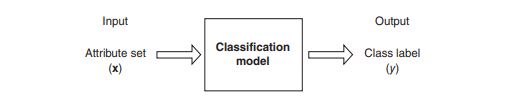 Input
Output
Attribute set
(x)
Classification
model
Class label
(y)